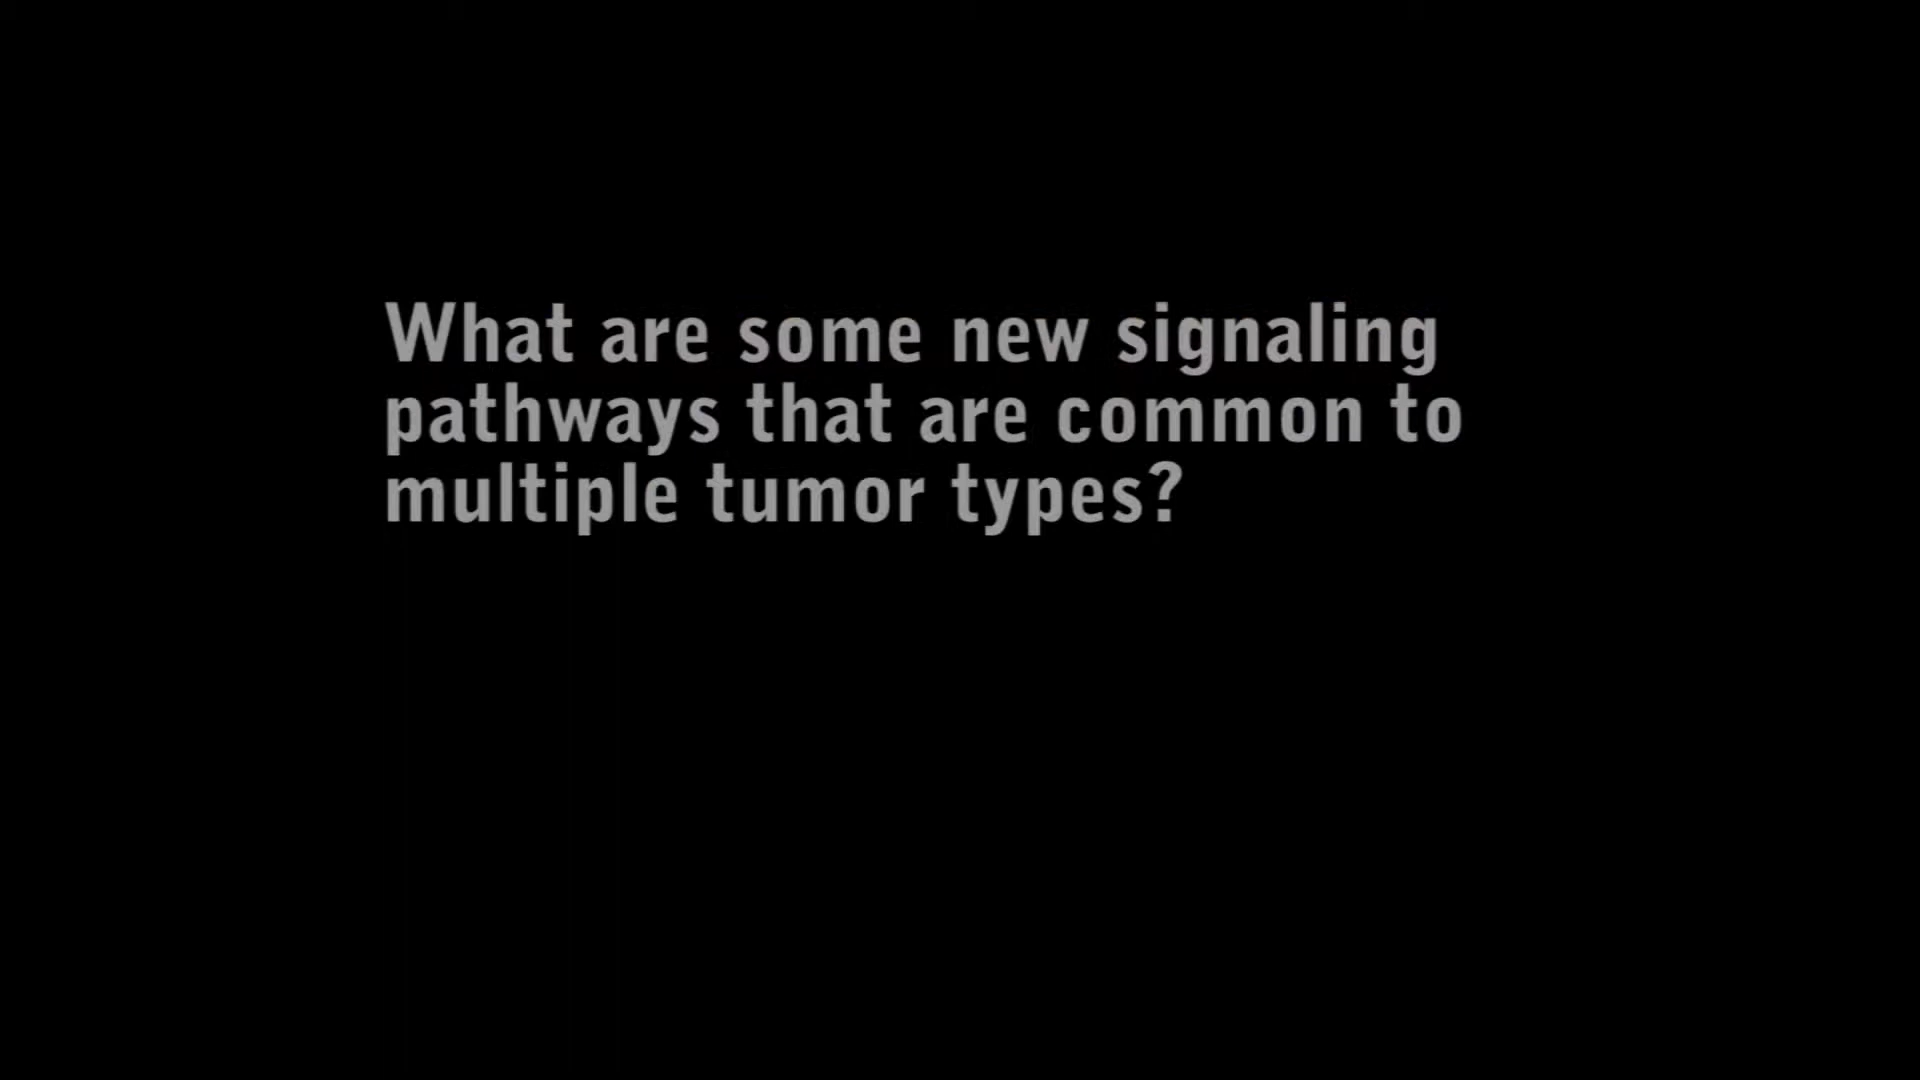 What are some new signaling
pathways that are common to
multiple tumor types?